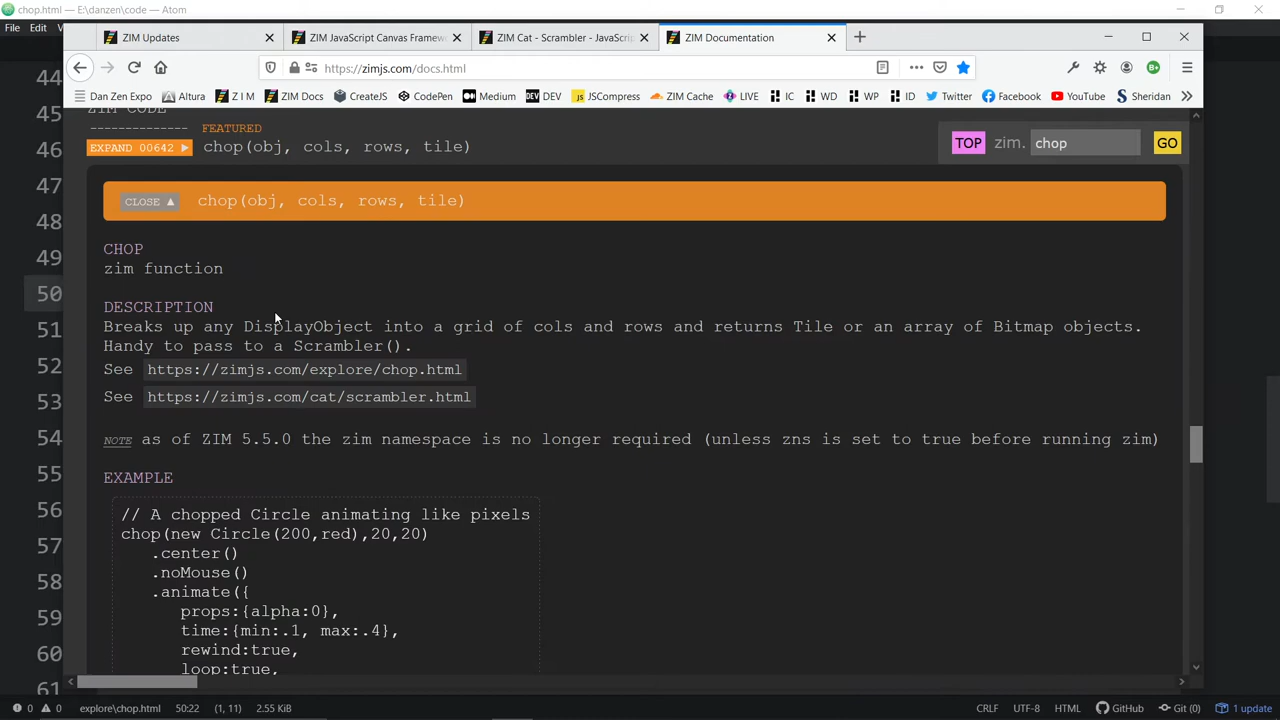 chop.html — E:\danzen\code — Atom
File Edit
ZIM Updates
ZIM JavaScript Canvas Framew
ZIM Cat - Scrambler - JavaScri
ZIM Documentation
https://zimjs.com/docs.html
Dan Zen Expo Altura Z I M ZIM Docs CreateJS CodePen Medium DEV JSCompress ZIM Cache LIVE IC WD WP ID Twitter Facebook YouTube Sheridan
ZIM CODE
--------------
FEATURED
EXPAND 00642 ▶ chop(obj, cols, rows, tile)
TOP zim. chop GO
CLOSE ▲ chop(obj, cols, rows, tile)
CHOP
zim function
DESCRIPTION
Breaks up any DisplayObject into a grid of cols and rows and returns Tile or an array of Bitmap objects.
Handy to pass to a Scrambler().
See https://zimjs.com/explore/chop.html
See https://zimjs.com/cat/scrambler.html
NOTE as of ZIM 5.5.0 the zim namespace is no longer required (unless zns is set to true before running zim)
EXAMPLE
// A chopped Circle animating like pixels
chop(new Circle(200,red),20,20)
.center()
.noMouse()
.animate({
props:{alpha:0},
time:{min:.1, max:.4},
rewind:true,
loop:true,
44
45
46
47
48
49
50
51
52
53
54
55
56
57
58
59
60
61
0 0 explore\chop.html 50:22 (1, 11) 2.55 KiB CRLF UTF-8 HTML GitHub Git (0) 1 update